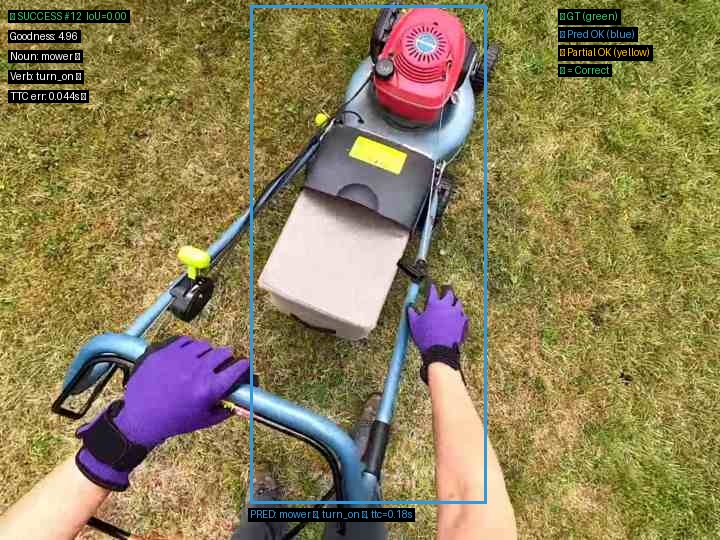 SUCCESS #12 IoU=0.00
Goodness: 4.96
Noun: mower
Verb: turn_on
TTC err: 0.044s
GT (green)
Pred OK (blue)
Partial OK (yellow)
= Correct
PRED: mower, turn_on, ttc=0.18s